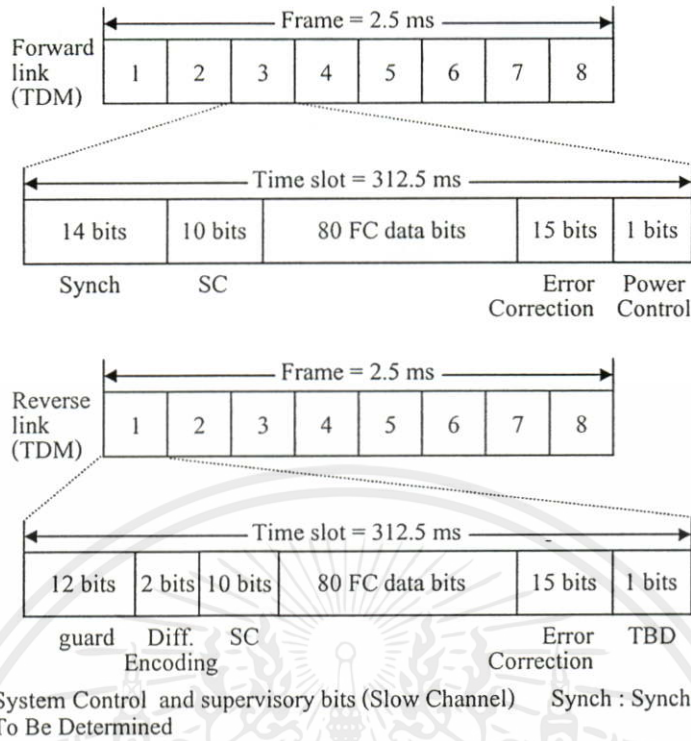 Frame = 2.5 ms
Forward
link
(TDM)
1 2 3 4 5 6 7 8
Time slot = 312.5 ms
14 bits 10 bits 80 FC data bits 15 bits 1 bits
Synch SC Error Power
Correction Control
Frame = 2.5 ms
Reverse
link
(TDM)
1 2 3 4 5 6 7 8
Time slot = 312.5 ms
12 bits 2 bits 10 bits 80 FC data bits 15 bits 1 bits
guard Diff. SC Error TBD
Encoding Correction
System Control and supervisory bits (Slow Channel) Synch : Synch
To Be Determined